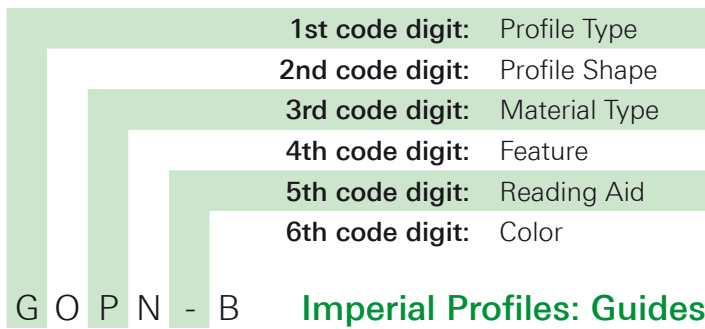 1st code digit: Profile Type
2nd code digit: Profile Shape
3rd code digit: Material Type
4th code digit: Feature
5th code digit: Reading Aid
6th code digit: Color
G O P N - B Imperial Profiles: Guides